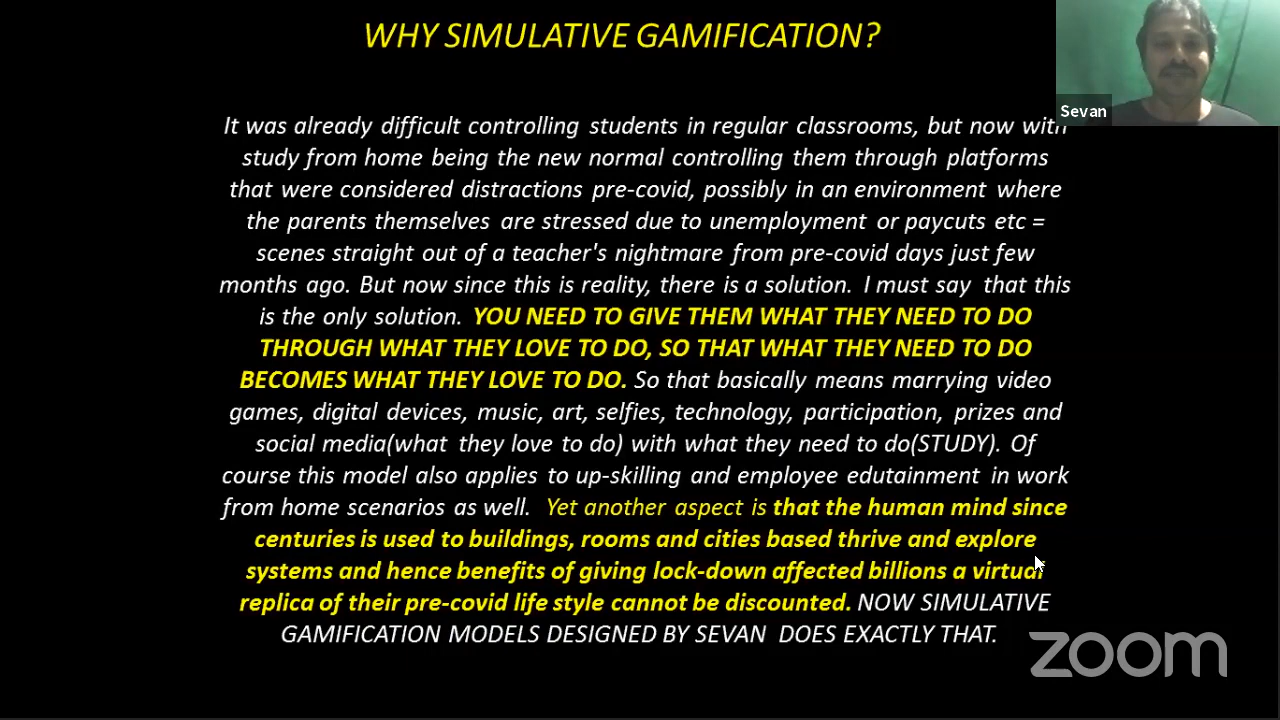 WHY SIMULATIVE GAMIFICATION?
Sevan
It was already difficult controlling students in regular classrooms, but now with
study from home being the new normal controlling them through platforms
that were considered distractions pre-covid, possibly in an environment where
the parents themselves are stressed due to unemployment or paycuts etc =
scenes straight out of a teacher's nightmare from pre-covid days just few
months ago. But now since this is reality, there is a solution. I must say that this
is the only solution. YOU NEED TO GIVE THEM WHAT THEY NEED TO DO
THROUGH WHAT THEY LOVE TO DO, SO THAT WHAT THEY NEED TO DO
BECOMES WHAT THEY LOVE TO DO. So that basically means marrying video
games, digital devices, music, art, selfies, technology, participation, prizes and
social media(what they love to do) with what they need to do(STUDY). Of
course this model also applies to up-skilling and employee edutainment in work
from home scenarios as well. Yet another aspect is that the human mind since
centuries is used to buildings, rooms and cities based thrive and explore
systems and hence benefits of giving lock-down affected billions a virtual
replica of their pre-covid life style cannot be discounted. NOW SIMULATIVE
GAMIFICATION MODELS DESIGNED BY SEVAN DOES EXACTLY THAT.
zoom